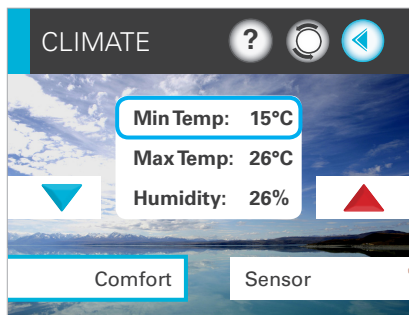 CLIMATE ?
Min Temp: 15°C
Max Temp: 26°C
Humidity: 26%
Comfort Sensor